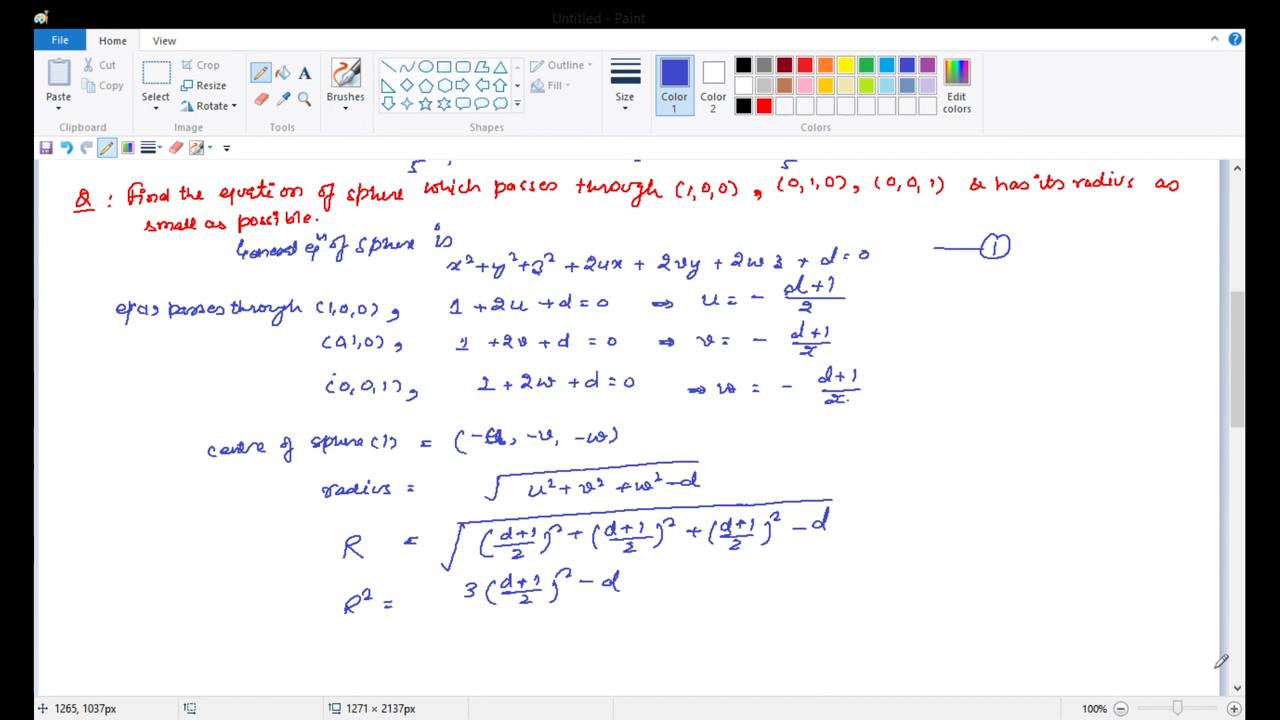 Untitled - Paint
File Home View
Cut
Copy
Paste
Clipboard
Crop
Resize
Rotate
Select
Image
Tools
Brushes
Outline
Fill
Shapes
Size
Color 1
Color 2
Edit colors
Colors
Q : Find the equation of sphere which passes through (1,0,0), (0,1,0), (0,0,1) & has its radius as
small as possible.
General eqⁿ of sphere is
x² + y² + z² + 2ux + 2vy + 2wz + d = 0 —— ①
eq(1) passes through (1,0,0), 1 + 2u + d = 0 ⇒ u = - (d+1)/2
(0,1,0), 1 + 2v + d = 0 ⇒ v = - (d+1)/2
(0,0,1), 1 + 2w + d = 0 ⇒ w = - (d+1)/2
centre of sphere (1) = (-u, -v, -w)
radius = √(u² + v² + w² - d)
R = √(((d+1)/2)² + ((d+1)/2)² + ((d+1)/2)² - d)
R² = 3((d+1)/2)² - d
1265, 1037px
1271 × 2137px
100%